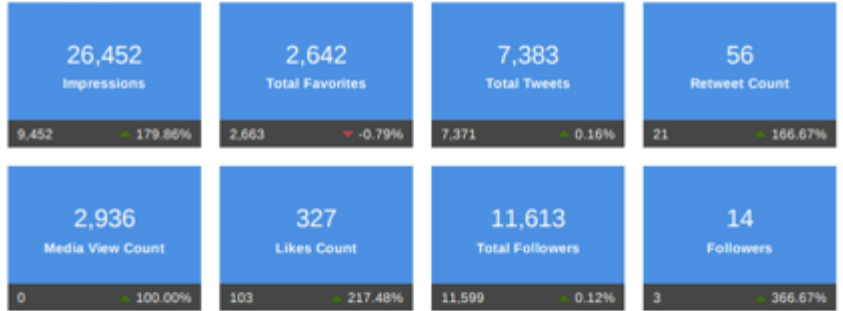 26,452
Impressions
9,452 179.86%
2,642
Total Favorites
2,663 -0.79%
7,383
Total Tweets
7,371 0.16%
56
Retweet Count
21 166.67%
2,936
Media View Count
0 100.00%
327
Likes Count
103 217.48%
11,613
Total Followers
11,599 0.12%
14
Followers
3 366.67%